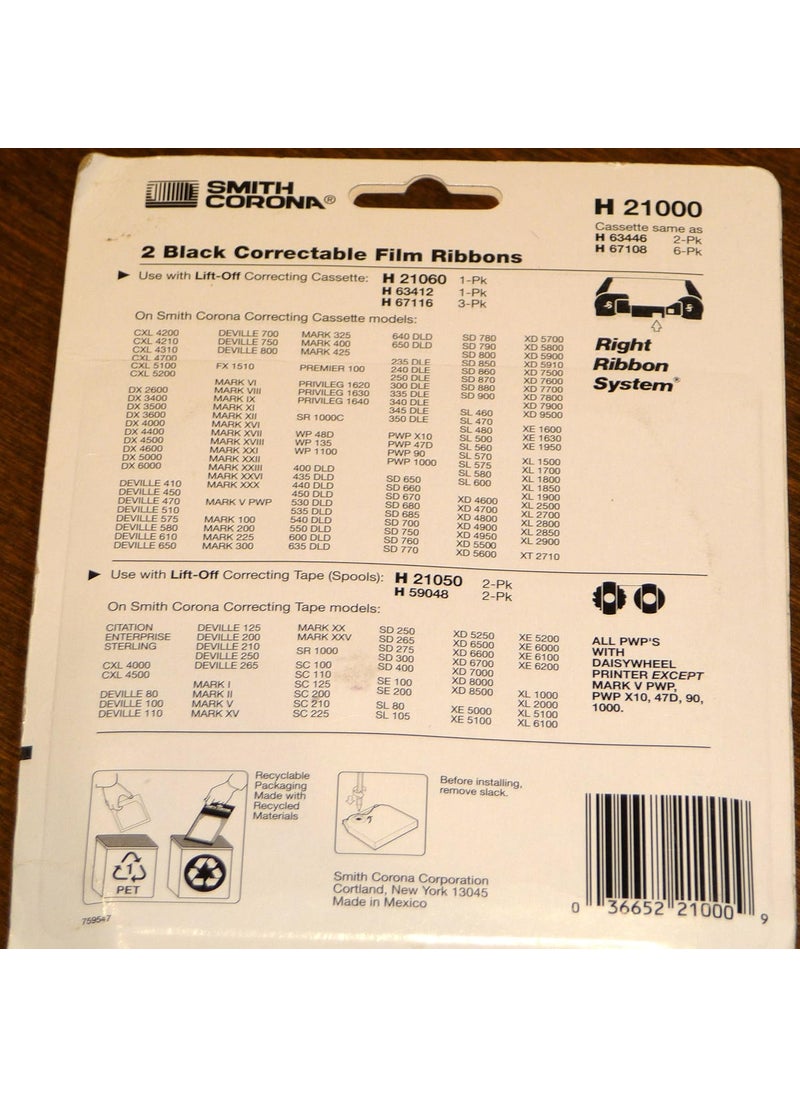 SMITH
CORONA®
H 21000
Cassette same as
H 63446 2-Pk
H 67108 6-Pk
2 Black Correctable Film Ribbons
▶ Use with Lift-Off Correcting Cassette: H 21060 1-Pk
H 63412 1-Pk
H 67116 3-Pk
On Smith Corona Correcting Cassette models:
CXL 4200
CXL 4210
CXL 4310
CXL 4700
CXL 5100
CXL 5200
DX 2600
DX 3400
DX 3500
DX 3600
DX 4000
DX 4400
DX 4500
DX 4600
DX 5000
DX 6000
DEVILLE 410
DEVILLE 450
DEVILLE 470
DEVILLE 510
DEVILLE 575
DEVILLE 580
DEVILLE 610
DEVILLE 650
DEVILLE 700
DEVILLE 750
DEVILLE 800
FX 1510
MARK VI
MARK VIII
MARK IX
MARK XI
MARK XII
MARK XVI
MARK XVII
MARK XVIII
MARK XXI
MARK XXII
MARK XXIII
MARK XXVI
MARK XXX
MARK V PWP
MARK 100
MARK 200
MARK 225
MARK 300
MARK 325
MARK 400
MARK 425
PREMIER 100
PRIVILEG 1620
PRIVILEG 1630
PRIVILEG 1640
SR 1000C
WP 48D
WP 135
WP 1100
400 DLD
435 DLD
440 DLD
450 DLD
530 DLD
535 DLD
540 DLD
550 DLD
600 DLD
635 DLD
640 DLD
650 DLD
235 DLE
240 DLE
250 DLE
300 DLE
335 DLE
340 DLE
345 DLE
350 DLE
PWP X10
PWP 47D
PWP 90
PWP 1000
SD 650
SD 660
SD 670
SD 680
SD 685
SD 700
SD 750
SD 760
SD 770
SD 780
SD 790
SD 800
SD 850
SD 860
SD 870
SD 880
SD 900
SL 460
SL 470
SL 480
SL 500
SL 560
SL 570
SL 575
SL 580
SL 600
XD 4600
XD 4700
XD 4800
XD 4900
XD 4950
XD 5500
XD 5600
XD 5700
XD 5800
XD 5900
XD 5910
XD 7500
XD 7600
XD 7700
XD 7800
XD 7900
XD 9500
XE 1600
XE 1630
XE 1950
XL 1500
XL 1700
XL 1800
XL 1850
XL 1900
XL 2500
XL 2700
XL 2800
XL 2850
XL 2900
XT 2710
Right
Ribbon
System®
▶ Use with Lift-Off Correcting Tape (Spools): H 21050 2-Pk
H 59048 2-Pk
On Smith Corona Correcting Tape models:
CITATION
ENTERPRISE
STERLING
CXL 4000
CXL 4500
DEVILLE 80
DEVILLE 100
DEVILLE 110
DEVILLE 125
DEVILLE 200
DEVILLE 210
DEVILLE 250
DEVILLE 265
MARK I
MARK II
MARK V
MARK XV
MARK XX
MARK XXV
SR 1000
SC 100
SC 110
SC 125
SC 200
SC 210
SC 225
SD 250
SD 265
SD 275
SD 300
SD 400
SE 100
SE 200
SL 80
SL 105
XD 5250
XD 6500
XD 6600
XD 6700
XD 7000
XD 8000
XD 8500
XE 5000
XE 5100
XE 5200
XE 6000
XE 6100
XE 6200
XL 1000
XL 2000
XL 5100
XL 6100
ALL PWP'S
WITH
DAISYWHEEL
PRINTER EXCEPT
MARK V PWP,
PWP X10, 47D, 90,
1000.
Recyclable
Packaging
Made with
Recycled
Materials
1
PET
Before installing,
remove slack.
Smith Corona Corporation
Cortland, New York 13045
Made in Mexico
759547
0 36652 21000 9